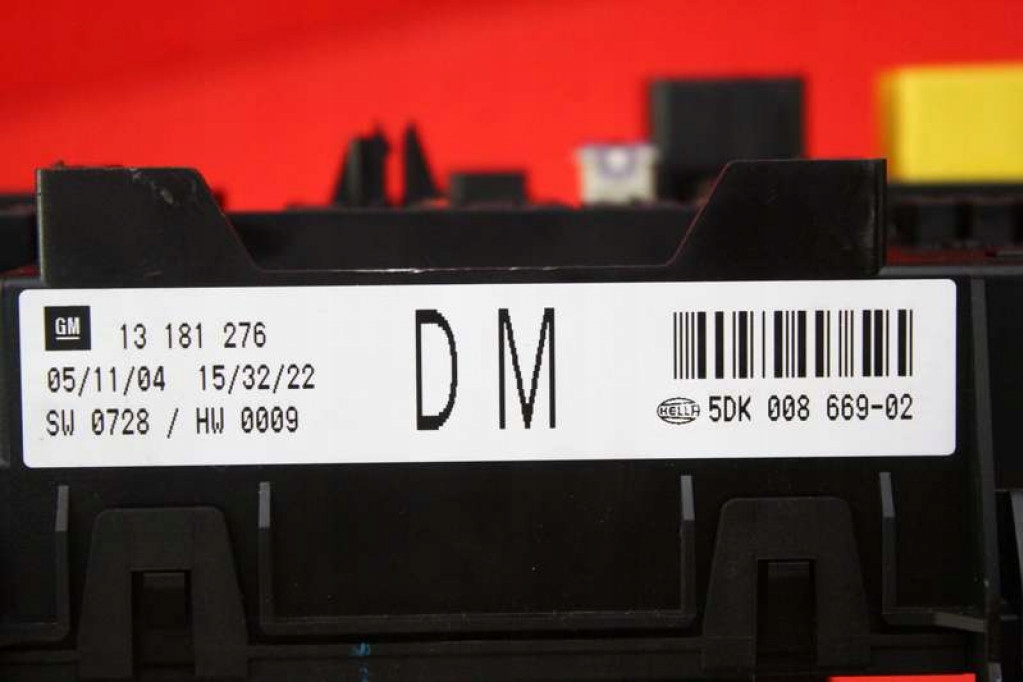 GM 13 181 276
05/11/04 15/32/22
SW 0728 / HW 0009
DM
HELLA 5DK 008 669-02